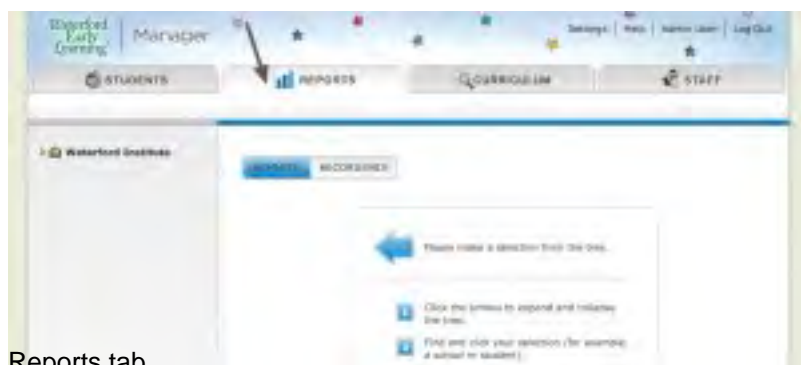 Waterford
Early
Learning
Manager
Settings | Help | Admin User | Log Out
STUDENTS
REPORTS
CURRICULUM
STAFF
Waterford Institute
REPORTS
RECORDINGS
Please make a selection from the tree.
Click the arrows to expand and collapse
the tree.
Find and click your selection (for example
a school or student).
Reports tab